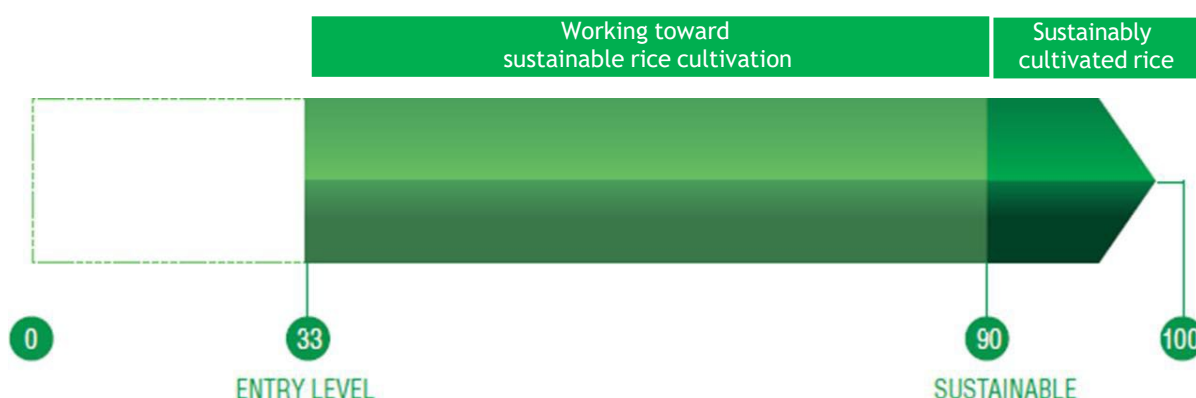 Working toward
sustainable rice cultivation
Sustainably
cultivated rice
0
33
90
100
ENTRY LEVEL
SUSTAINABLE